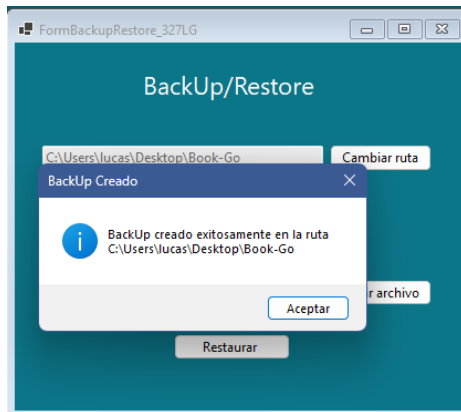 FormBackupRestore_327LG
BackUp/Restore
C:\Users\lucas\Desktop\Book-Go
Cambiar ruta
BackUp Creado
BackUp creado exitosamente en la ruta
C:\Users\lucas\Desktop\Book-Go
Aceptar
archivo
Restaurar